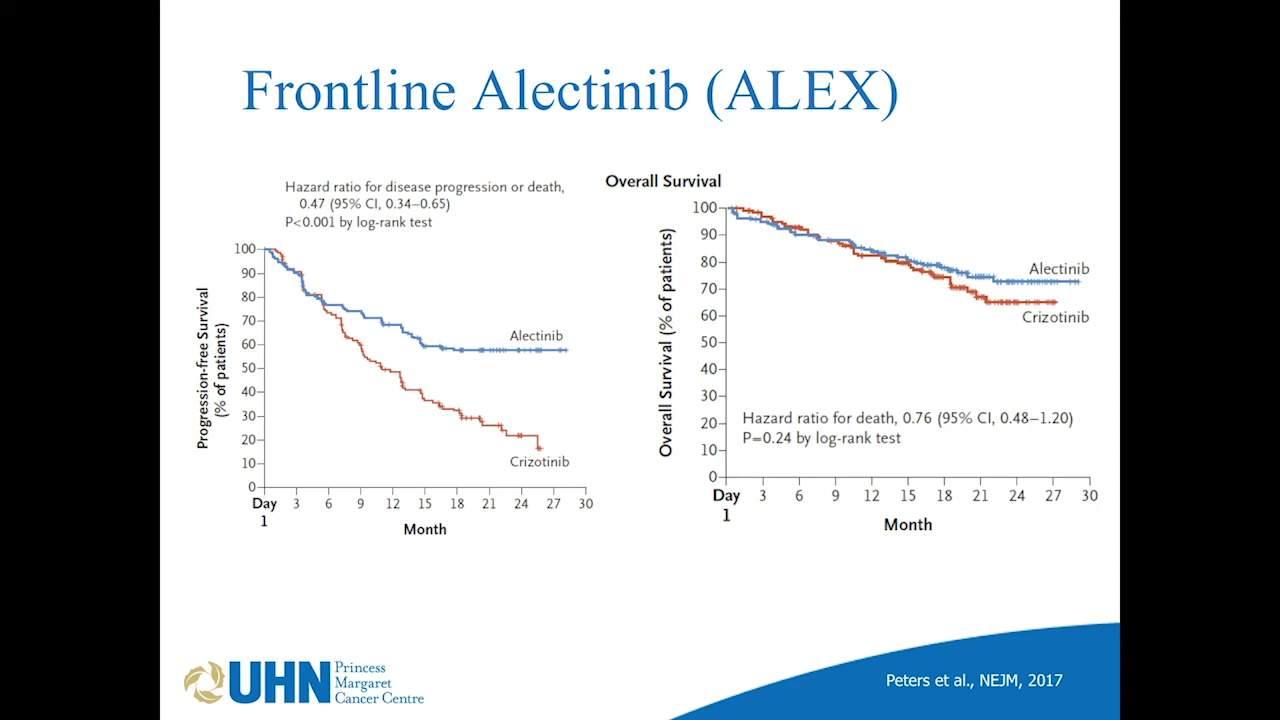 Frontline Alectinib (ALEX)
Hazard ratio for disease progression or death,
0.47 (95% CI, 0.34–0.65)
P<0.001 by log-rank test
100
90
80
70
60
50
40
30
20
10
0
Progression-free Survival
(% of patients)
Alectinib
Crizotinib
Day
1
3
6
9
12
15
18
21
24
27
30
Month
Overall Survival
100
90
80
70
60
50
40
30
20
10
0
Overall Survival (% of patients)
Alectinib
Crizotinib
Hazard ratio for death, 0.76 (95% CI, 0.48–1.20)
P=0.24 by log-rank test
Day
1
3
6
9
12
15
18
21
24
27
30
Month
UHN
Princess
Margaret
Cancer Centre
Peters et al., NEJM, 2017